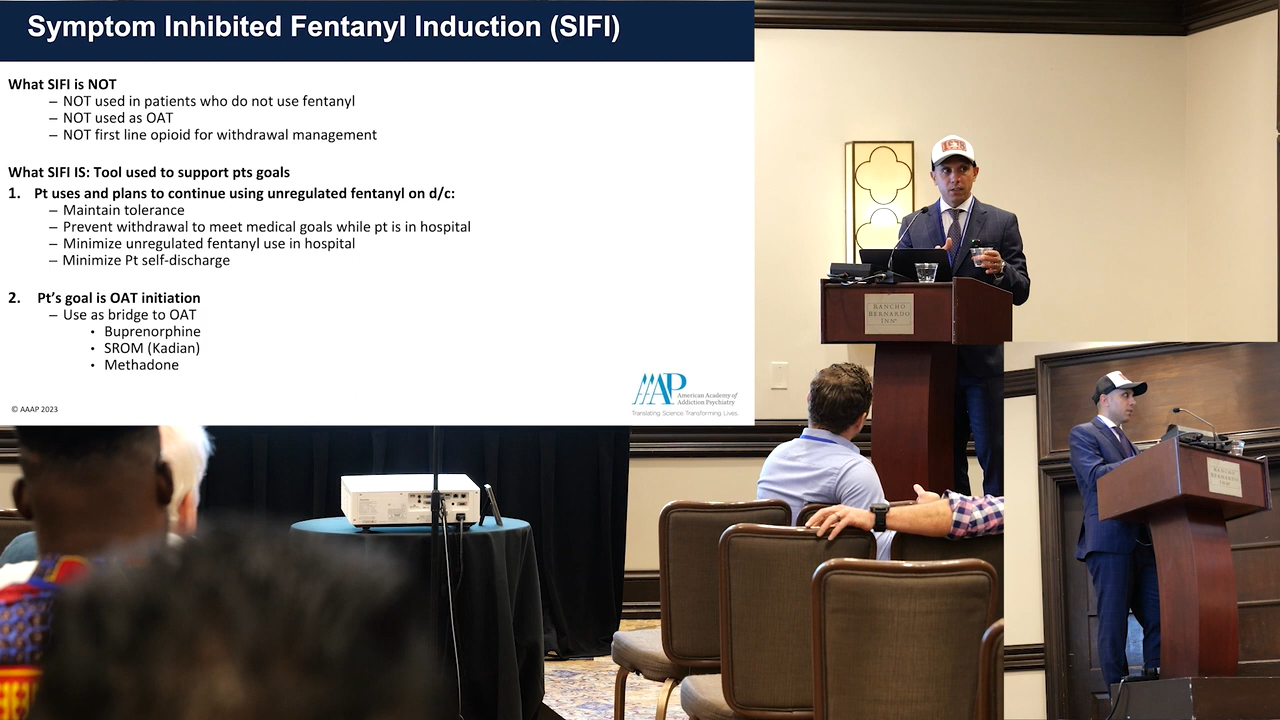 Symptom Inhibited Fentanyl Induction (SIFI)
What SIFI is NOT
– NOT used in patients who do not use fentanyl
– NOT used as OAT
– NOT first line opioid for withdrawal management
What SIFI IS: Tool used to support pts goals
1. Pt uses and plans to continue using unregulated fentanyl on d/c:
– Maintain tolerance
– Prevent withdrawal to meet medical goals while pt is in hospital
– Minimize unregulated fentanyl use in hospital
– Minimize Pt self-discharge
2. Pt’s goal is OAT initiation
– Use as bridge to OAT
• Buprenorphine
• SROM (Kadian)
• Methadone
© AAAP 2023
AAAP
American Academy of
Addiction Psychiatry
Translating Science. Transforming Lives.
RANCHO
BERNARDO
INN
RANCHO
BERNARDO
INN